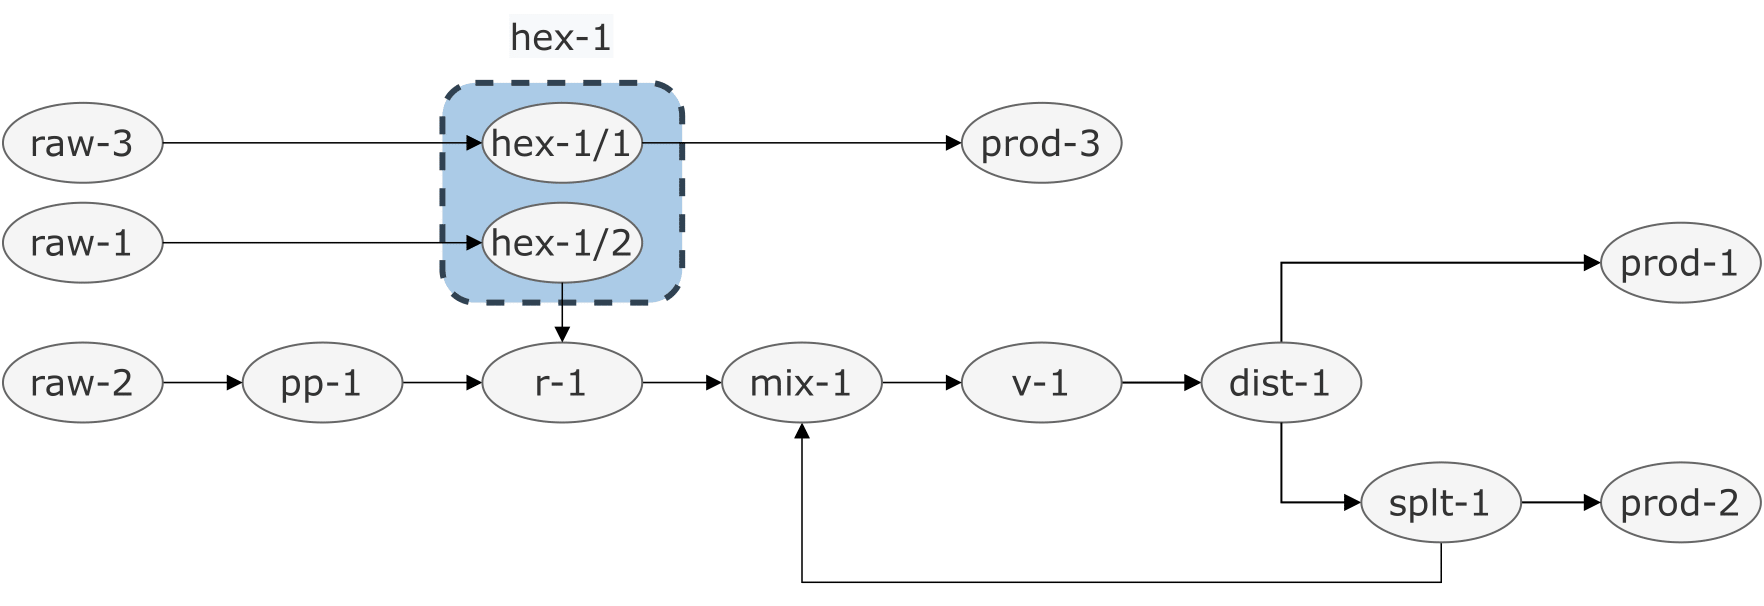 hex-1
raw-3
hex-1/1
prod-3
raw-1
hex-1/2
prod-1
raw-2
pp-1
r-1
mix-1
v-1
dist-1
splt-1
prod-2